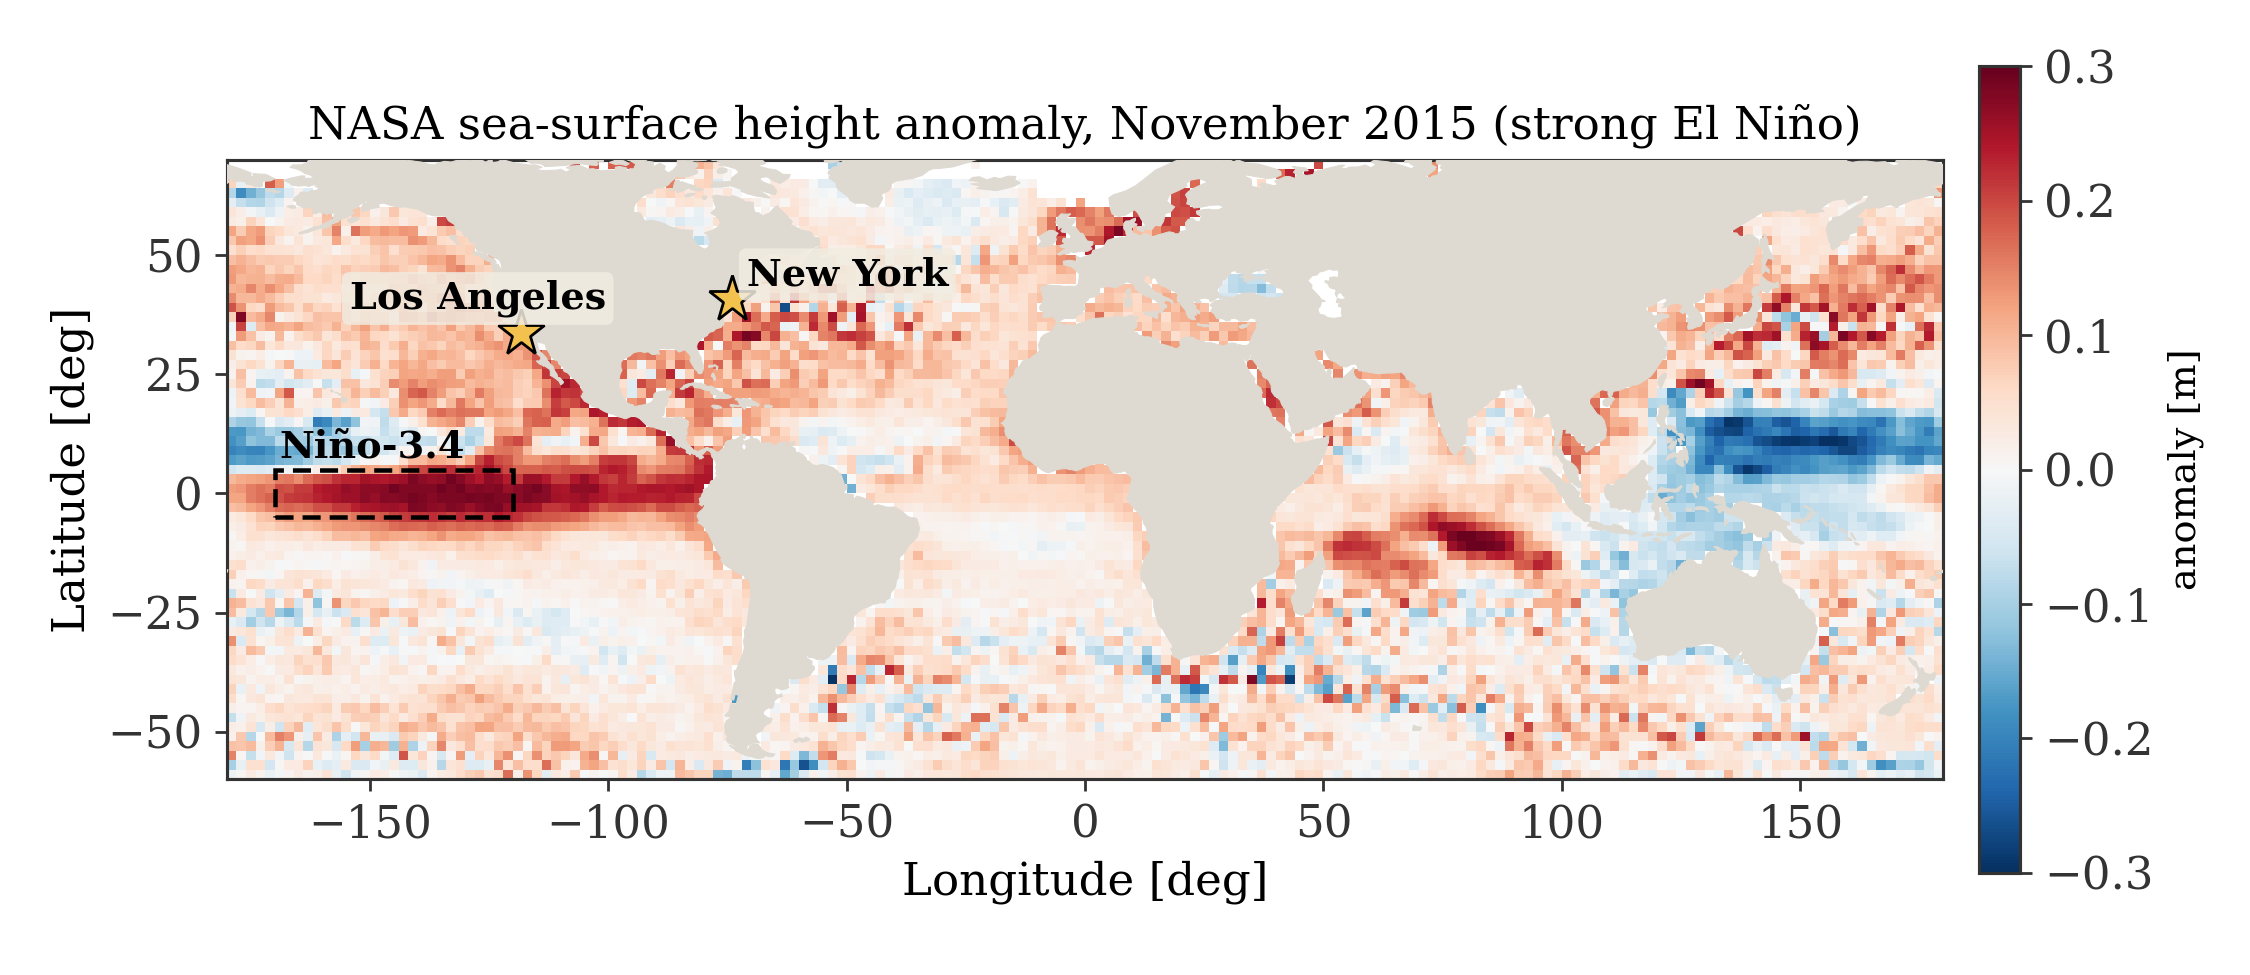 NASA sea-surface height anomaly, November 2015 (strong El Niño)
Los Angeles
New York
Niño-3.4
Latitude [deg]
50
25
0
−25
−50
−150
−100
−50
0
50
100
150
Longitude [deg]
0.3
0.2
0.1
0.0
−0.1
−0.2
−0.3
anomaly [m]